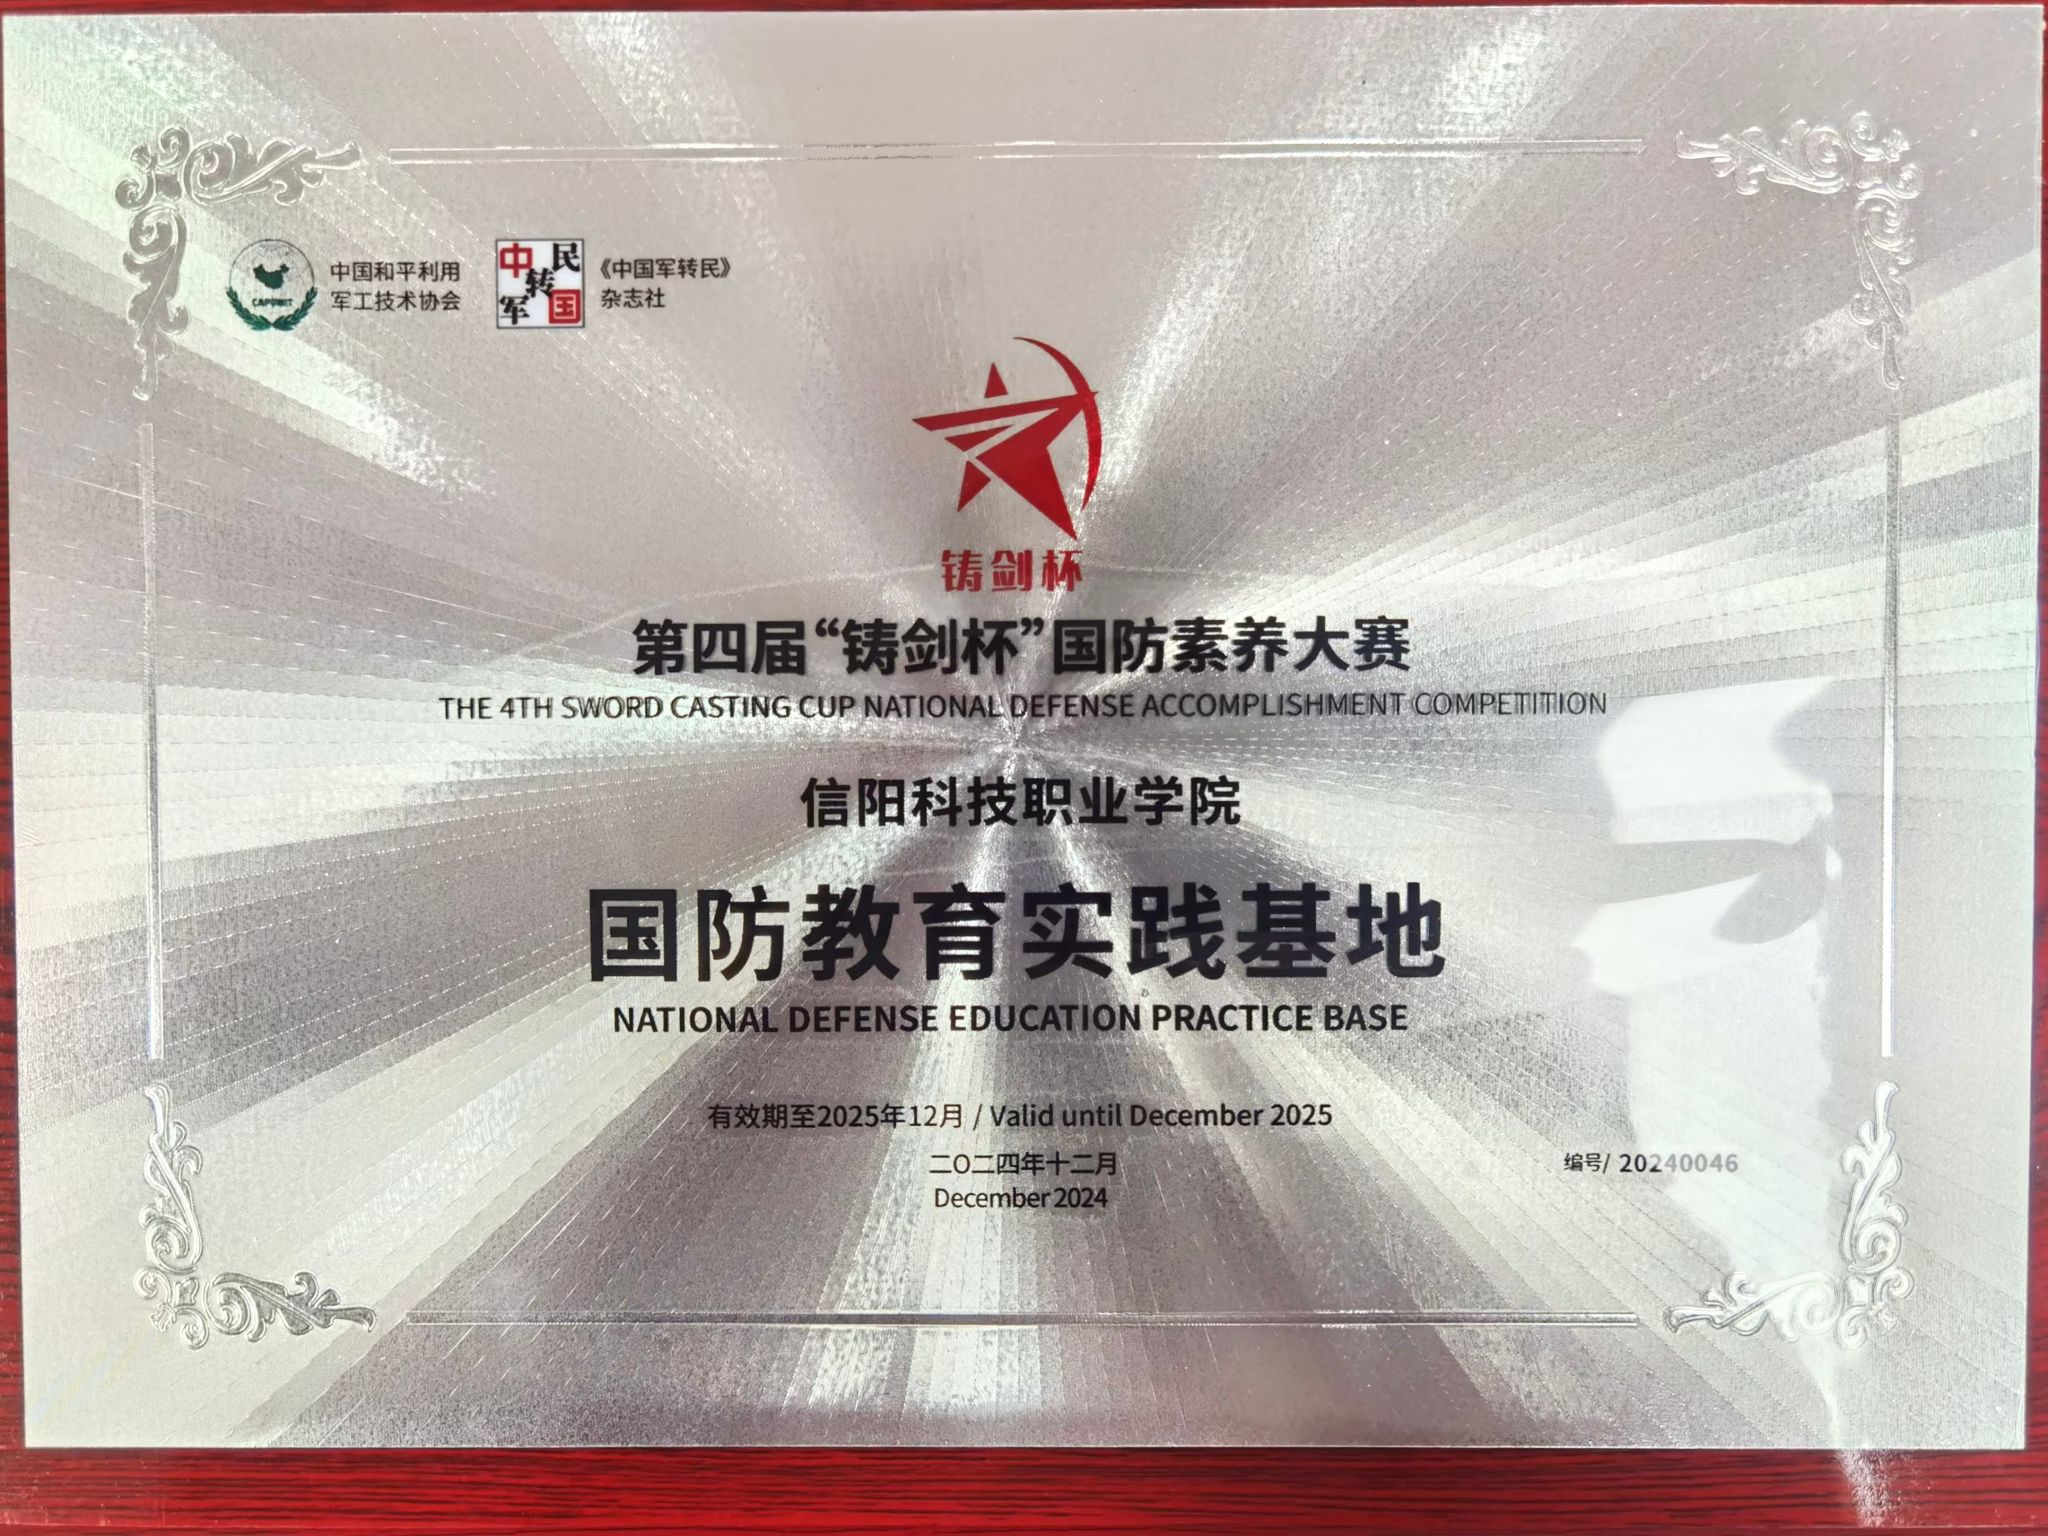 中国和平利用
军工技术协会
CAPUMIT
中
民
转
军
国
《中国军转民》
杂志社
铸剑杯
第四届“铸剑杯”国防素养大赛
THE 4TH SWORD CASTING CUP NATIONAL DEFENSE ACCOMPLISHMENT COMPETITION
信阳科技职业学院
国防教育实践基地
NATIONAL DEFENSE EDUCATION PRACTICE BASE
有效期至2025年12月 / Valid until December 2025
二〇二四年十二月
December 2024
编号/ 20240046